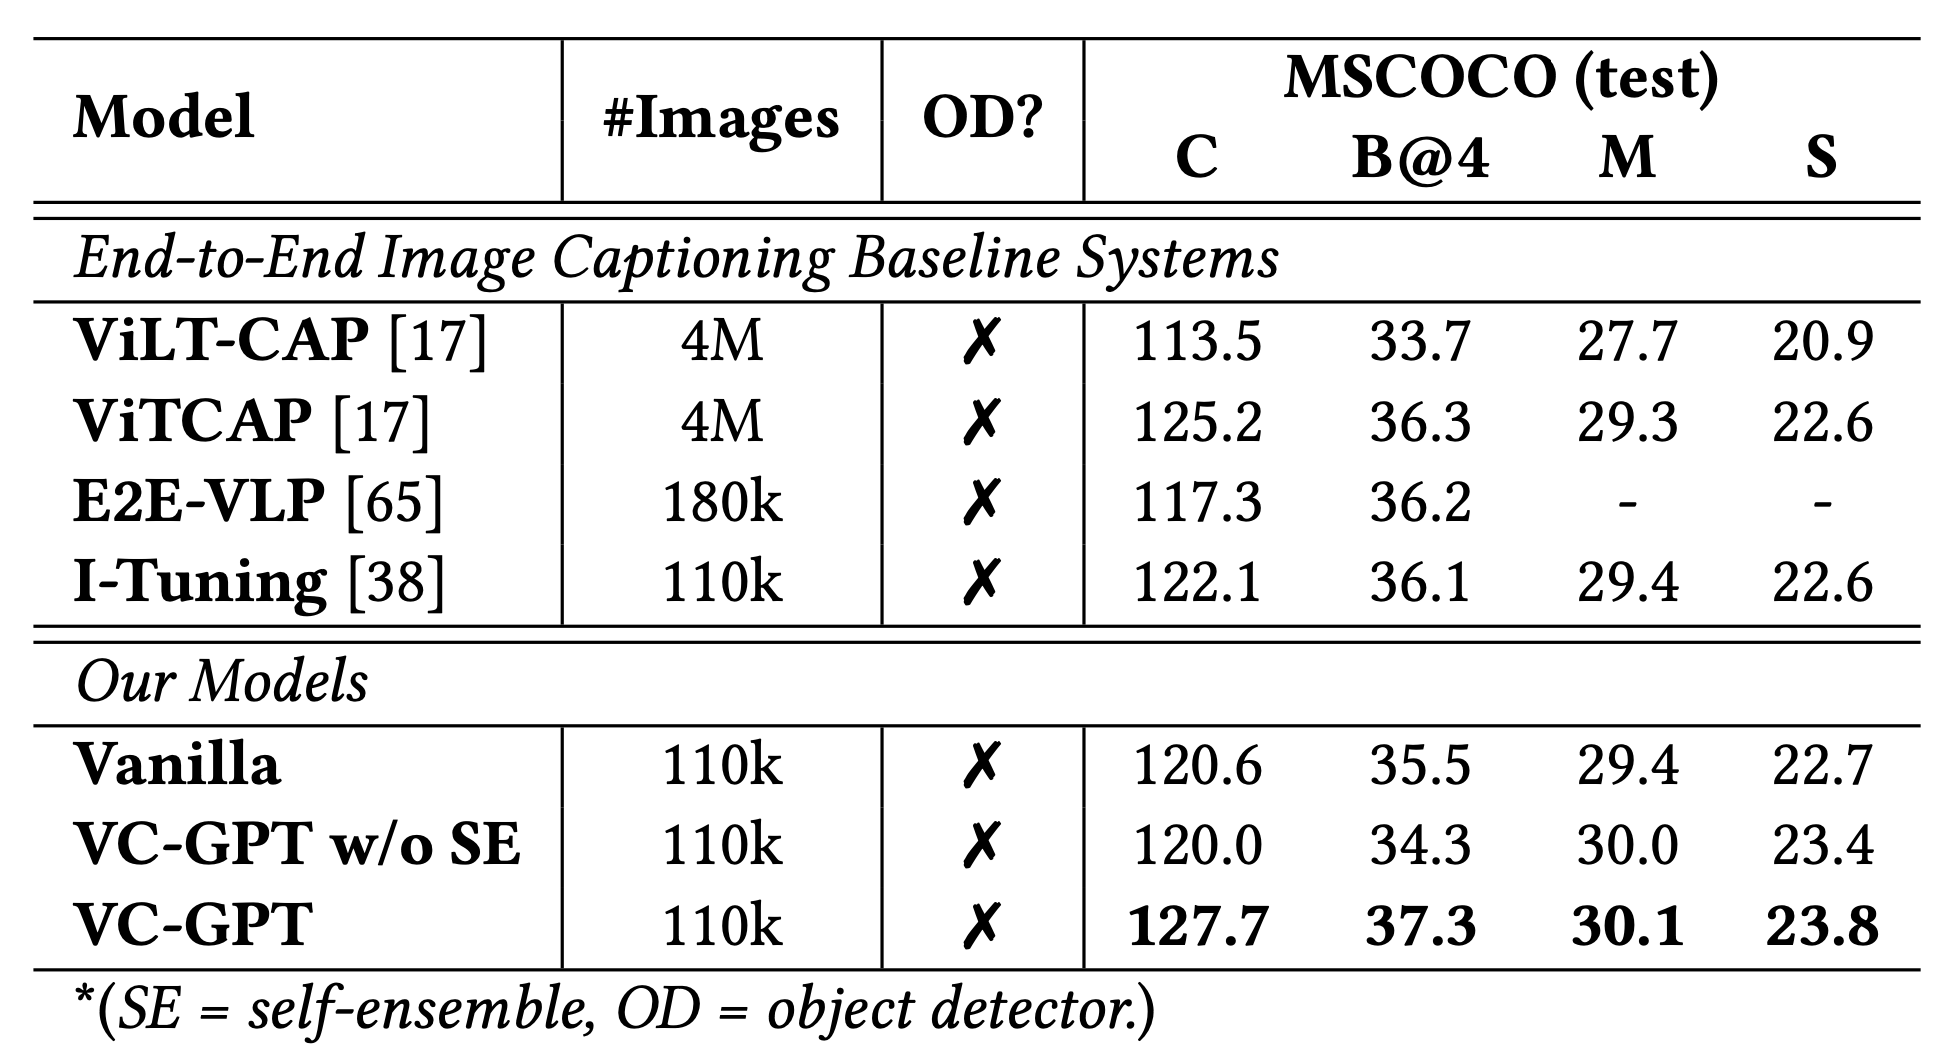 Model #Images OD? MSCOCO (test)
C B@4 M S
End-to-End Image Captioning Baseline Systems
ViLT-CAP [17] 4M ✗ 113.5 33.7 27.7 20.9
ViTCAP [17] 4M ✗ 125.2 36.3 29.3 22.6
E2E-VLP [65] 180k ✗ 117.3 36.2 - -
I-Tuning [38] 110k ✗ 122.1 36.1 29.4 22.6
Our Models
Vanilla 110k ✗ 120.6 35.5 29.4 22.7
VC-GPT w/o SE 110k ✗ 120.0 34.3 30.0 23.4
VC-GPT 110k ✗ 127.7 37.3 30.1 23.8
*(SE = self-ensemble, OD = object detector.)